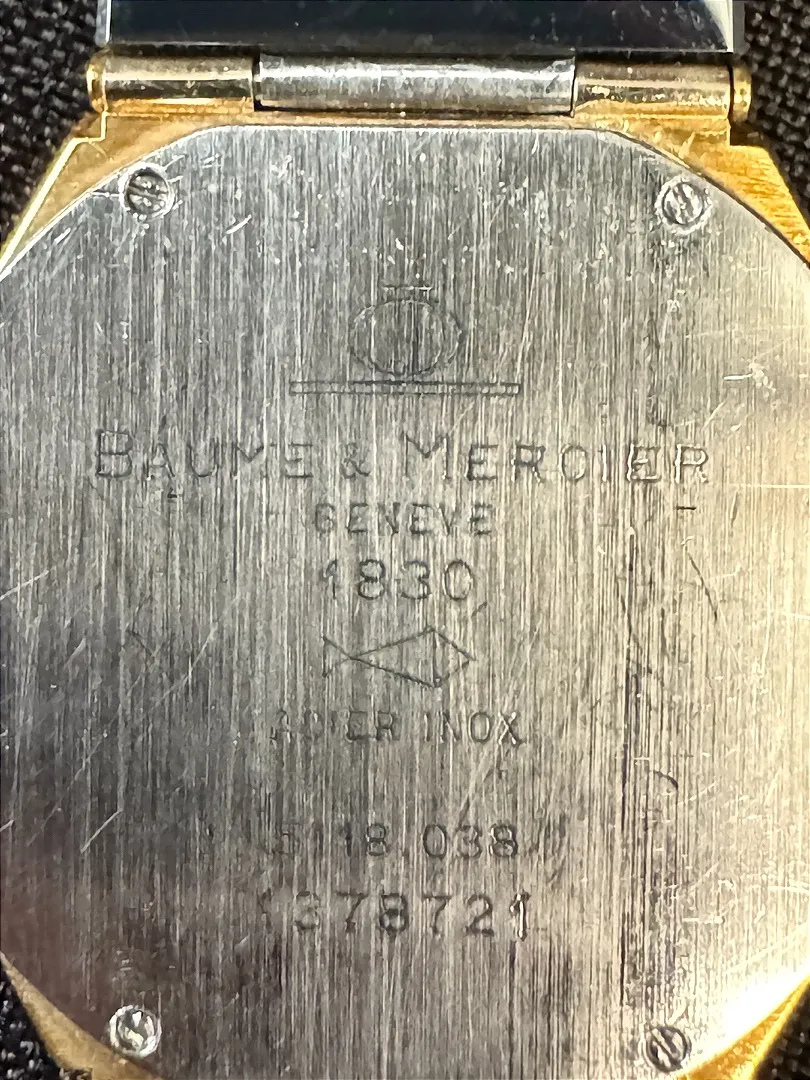 BAUME & MERCIER
GENEVE
1830
ACIER INOX
5118.038
1378721